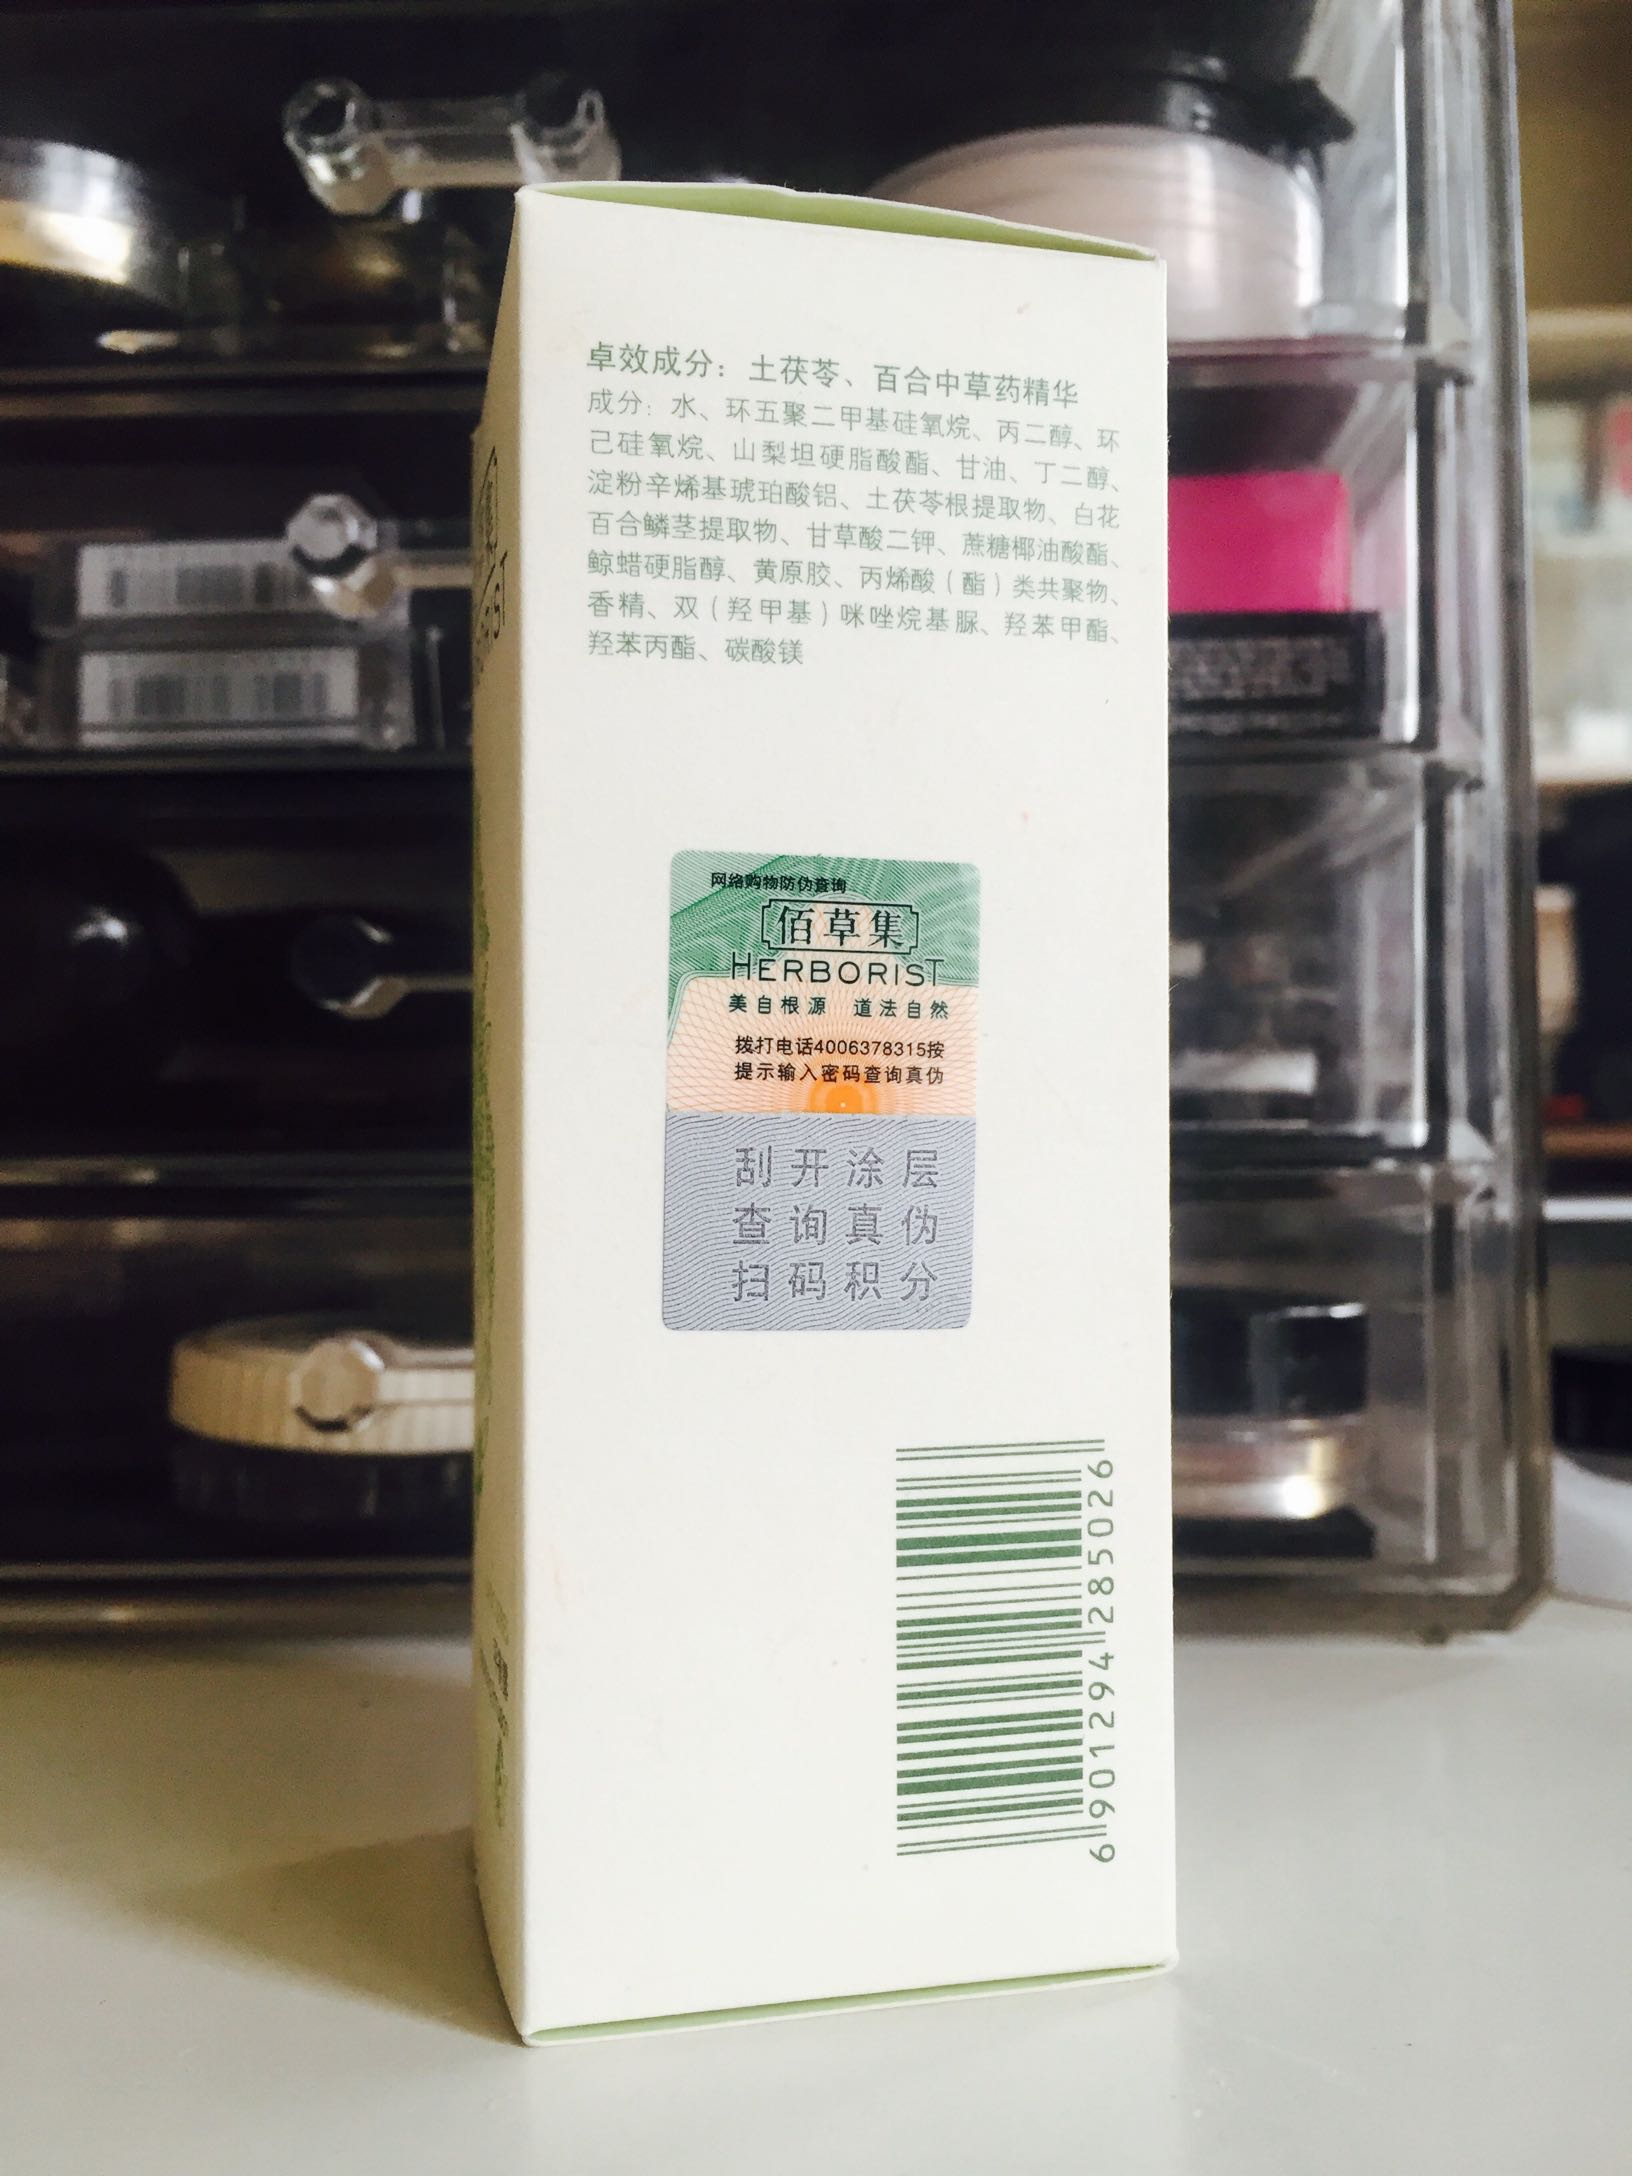 卓效成分：土茯苓、百合中草药精华
成分：水、环五聚二甲基硅氧烷、丙二醇、环
己硅氧烷、山梨坦硬脂酸酯、甘油、丁二醇、
淀粉辛烯基琥珀酸铝、土茯苓根提取物、白花
百合鳞茎提取物、甘草酸二钾、蔗糖椰油酸酯、
鲸蜡硬脂醇、黄原胶、丙烯酸（酯）类共聚物、
香精、双（羟甲基）咪唑烷基脲、羟苯甲酯、
羟苯丙酯、碳酸镁
网络购物防伪查询
佰草集
HERBORIST
美自根源 道法自然
拨打电话4006378315按
提示输入密码查询真伪
刮开涂层
查询真伪
扫码积分
6901294285026